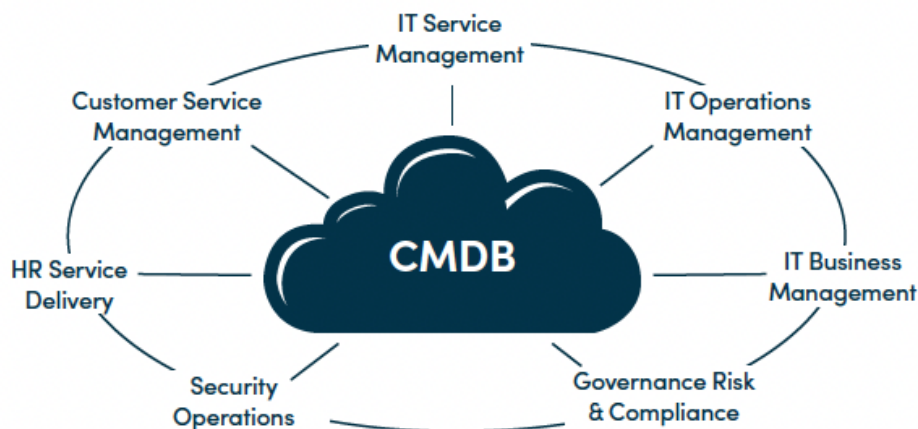 IT Service
Management
Customer Service
Management
IT Operations
Management
CMDB
HR Service
Delivery
IT Business
Management
Security
Operations
Governance Risk
& Compliance